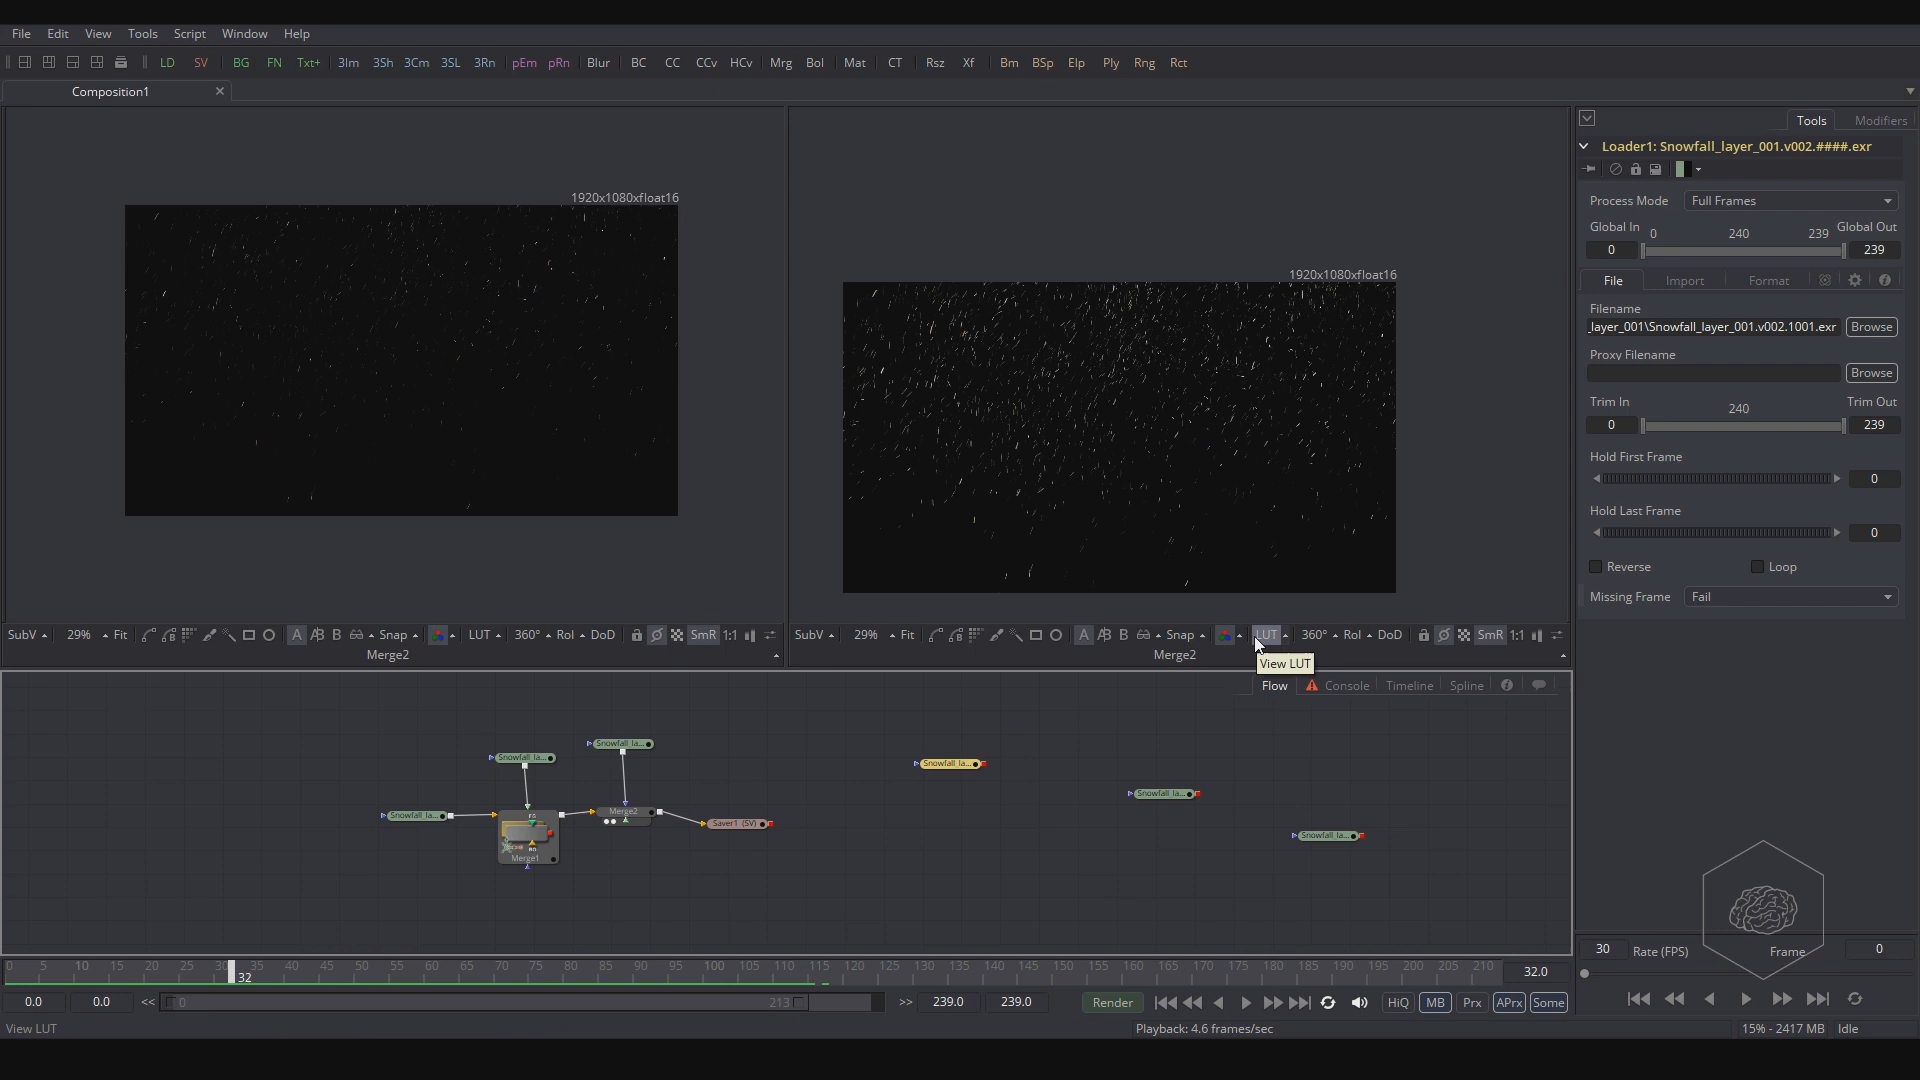 File Edit View Tools Script Window Help
LD SV BG FN Txt+ 3Im 3Sh 3Cm 3SL 3Rn pEm pRn Blur BC CC CCv HCv Mrg Bol Mat CT Rsz Xf Bm BSp Elp Ply Rng Rct
Composition1
Tools Modifiers
Loader1: Snowfall_layer_001.v002.####.exr
Process Mode Full Frames
Global In 0 240 239 Global Out
0 239
File Import Format
Filename
_layer_001\Snowfall_layer_001.v002.1001.exr Browse
Proxy Filename
Browse
Trim In 240 Trim Out
0 239
Hold First Frame
0
Hold Last Frame
0
Reverse Loop
Missing Frame Fail
1920x1080xfloat16
1920x1080xfloat16
SubV 29% Fit A B Snap LUT 360° RoI DoD SmR 1:1
Merge2
SubV 29% Fit A B Snap LUT 360° RoI DoD SmR 1:1
Merge2
View LUT
Flow Console Timeline Spline
Snowfall_la...
Snowfall_la...
Snowfall_la...
Merge1
Merge2
Saver1 (SV)
Snowfall_la...
Snowfall_la...
Snowfall_la...
0 5 10 15 20 25 30 35 40 45 50 55 60 65 70 75 80 85 90 95 100 105 110 115 120 125 130 135 140 145 150 155 160 165 170 175 180 185 190 195 200 205 210
32
32.0
0.0 0.0 << 0 213 >> 239.0 239.0 Render HiQ MB Prx APrx Some
30 Rate (FPS) Frame 0
View LUT
Playback: 4.6 frames/sec
15% - 2417 MB Idle